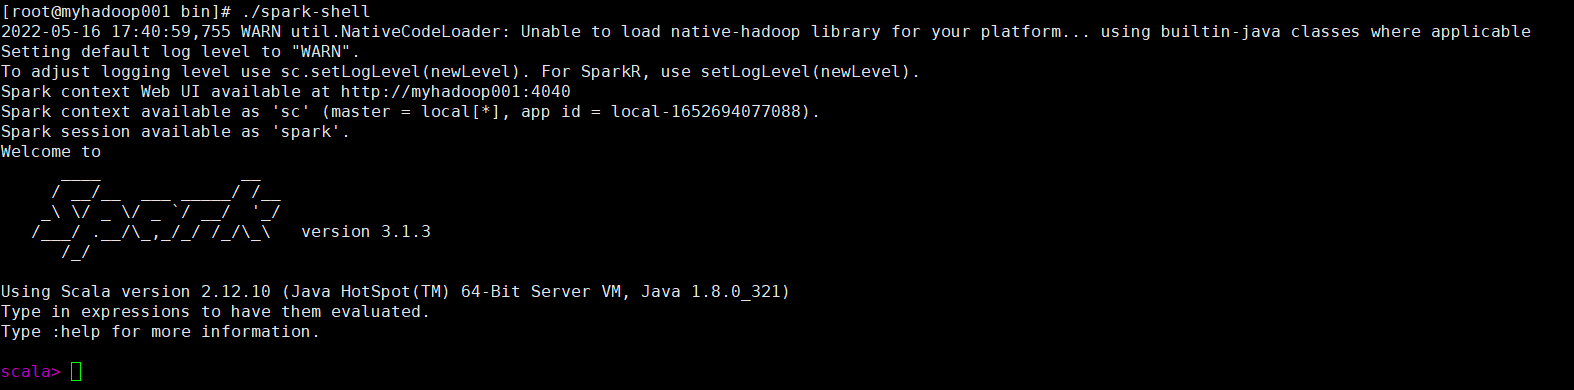 [root@myhadoop001 bin]# ./spark-shell
2022-05-16 17:40:59,755 WARN util.NativeCodeLoader: Unable to load native-hadoop library for your platform... using builtin-java classes where applicable
Setting default log level to "WARN".
To adjust logging level use sc.setLogLevel(newLevel). For SparkR, use setLogLevel(newLevel).
Spark context Web UI available at http://myhadoop001:4040
Spark context available as 'sc' (master = local[*], app id = local-1652694077088).
Spark session available as 'spark'.
Welcome to
      ____              __
     / __/__  ___ _____/ /__
    _\ \/ _ \/ _ `/ __/  '_/
   /___/ .__/\_,_/_/ /_/\_\   version 3.1.3
      /_/

Using Scala version 2.12.10 (Java HotSpot(TM) 64-Bit Server VM, Java 1.8.0_321)
Type in expressions to have them evaluated.
Type :help for more information.

scala>